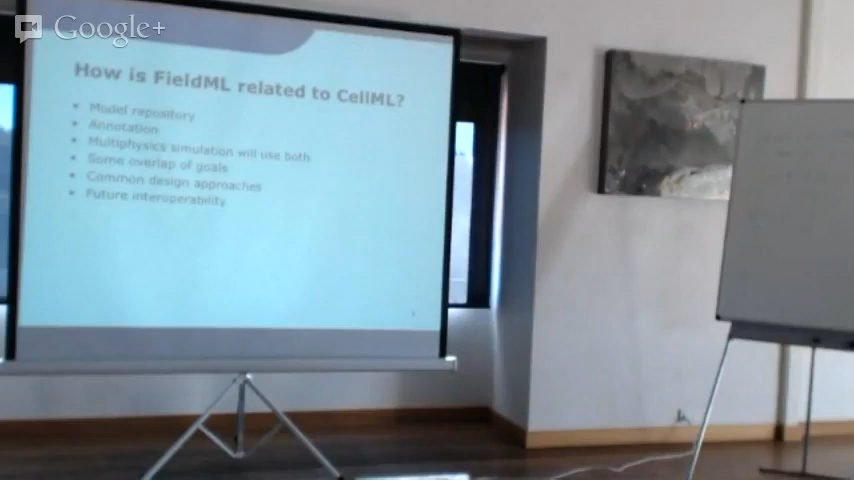 Google+
How is FieldML related to CellML?
Model repository
Annotation
Multiphysics simulation will use both
Some overlap of goals
Common design approaches
Future interoperability